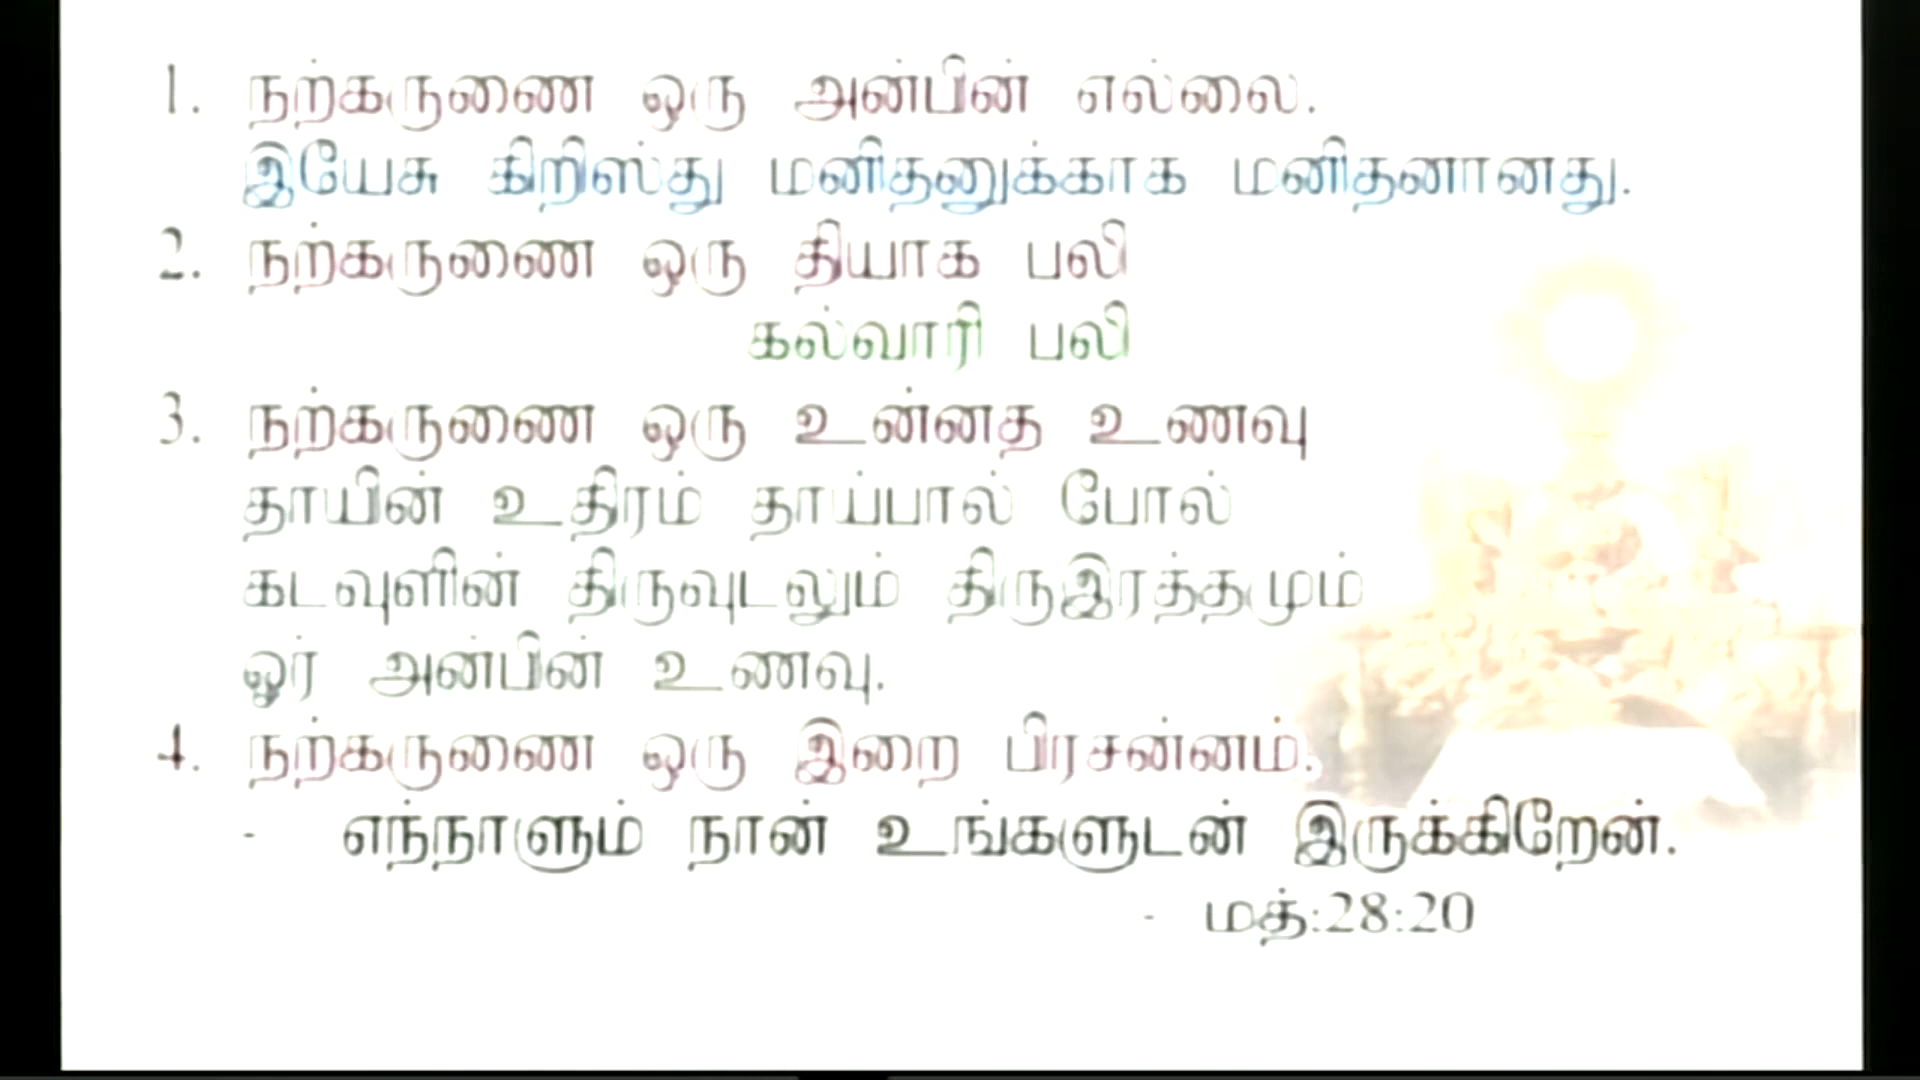 1. நற்கருணை ஒரு அன்பின் எல்லை.
இயேசு கிறிஸ்து மனிதனுக்காக மனிதனானது.
2. நற்கருணை ஒரு தியாக பலி
கல்வாரி பலி
3. நற்கருணை ஒரு உன்னத உணவு
தாயின் உதிரம் தாய்பால் போல்
கடவுளின் திருவுடலும் திருஇரத்தமும்
ஓர் அன்பின் உணவு.
4. நற்கருணை ஒரு இறை பிரசன்னம்.
- எந்நாளும் நான் உங்களுடன் இருக்கிறேன்.
- மத்:28:20